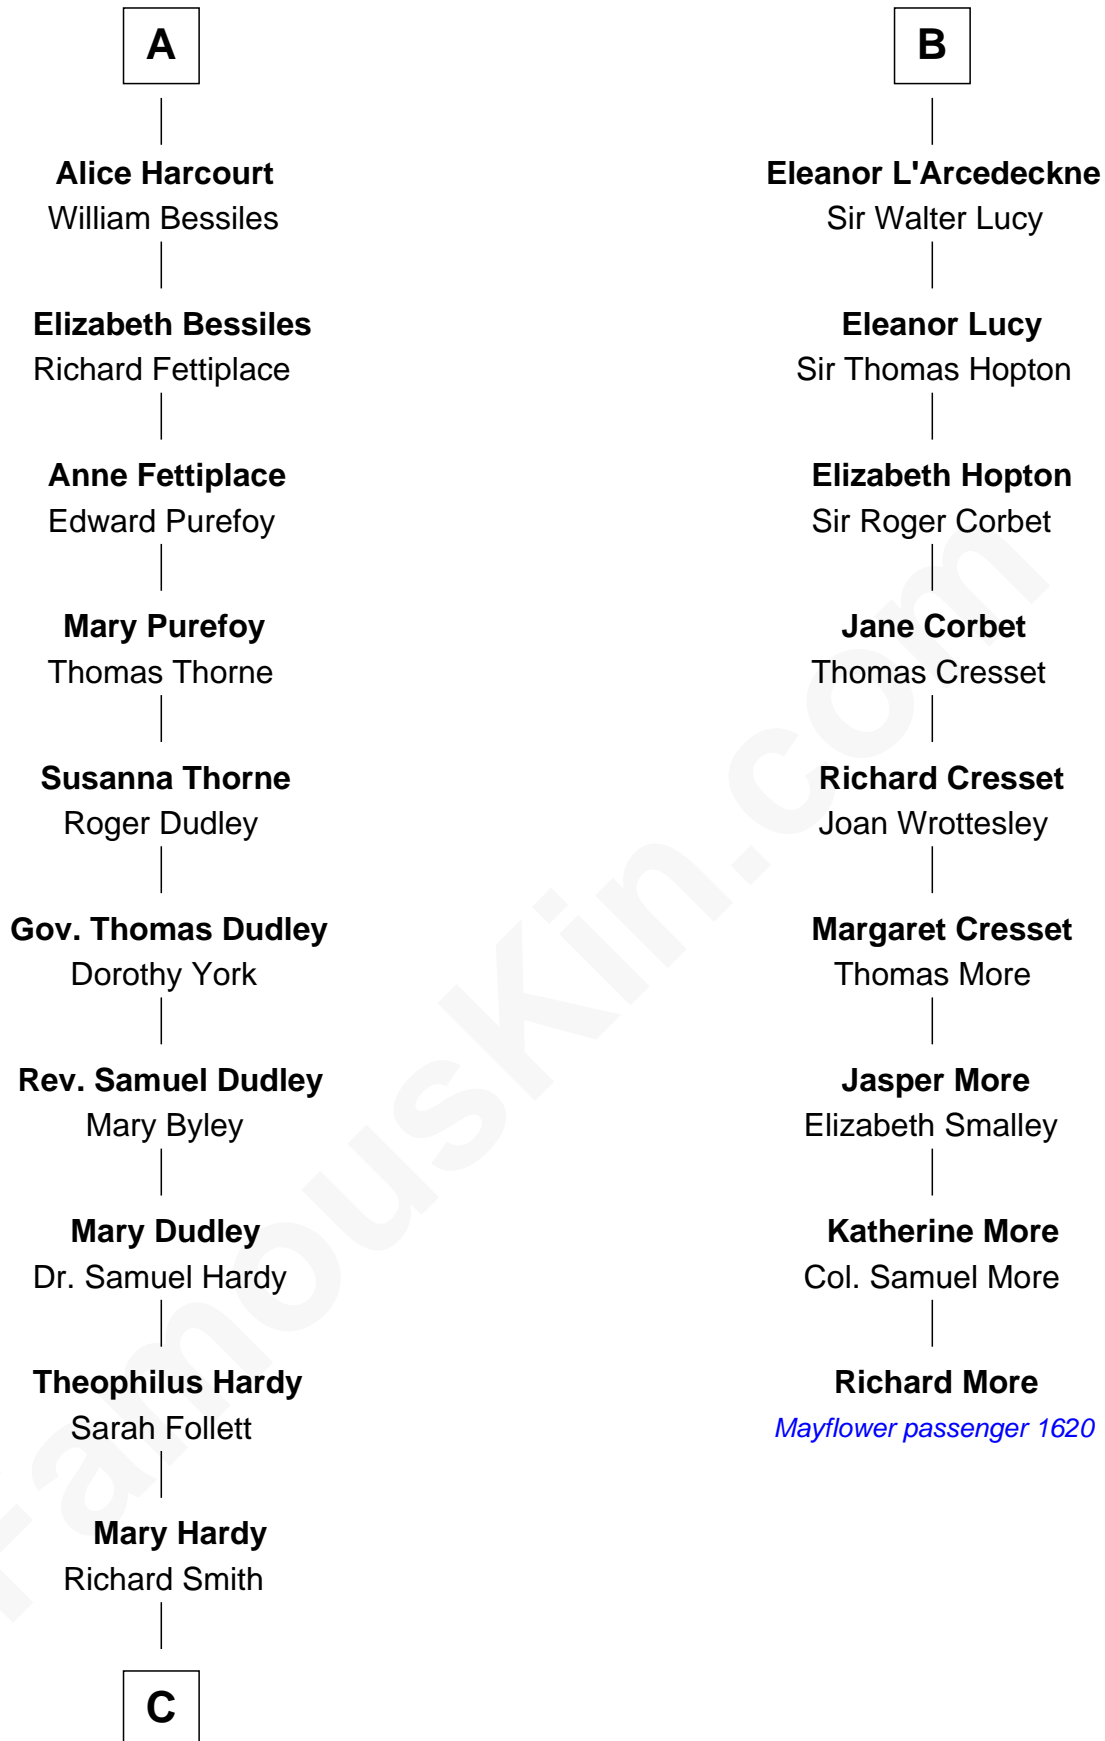 A
Alice Harcourt
William Bessiles
Elizabeth Bessiles
Richard Fettiplace
Anne Fettiplace
Edward Purefoy
Mary Purefoy
Thomas Thorne
Susanna Thorne
Roger Dudley
Gov. Thomas Dudley
Dorothy York
Rev. Samuel Dudley
Mary Byley
Mary Dudley
Dr. Samuel Hardy
Theophilus Hardy
Sarah Follett
Mary Hardy
Richard Smith
C
B
Eleanor L'Arcedeckne
Sir Walter Lucy
Eleanor Lucy
Sir Thomas Hopton
Elizabeth Hopton
Sir Roger Corbet
Jane Corbet
Thomas Cresset
Richard Cresset
Joan Wrottesley
Margaret Cresset
Thomas More
Jasper More
Elizabeth Smalley
Katherine More
Col. Samuel More
Richard More
Mayflower passenger 1620
FamousKin.com